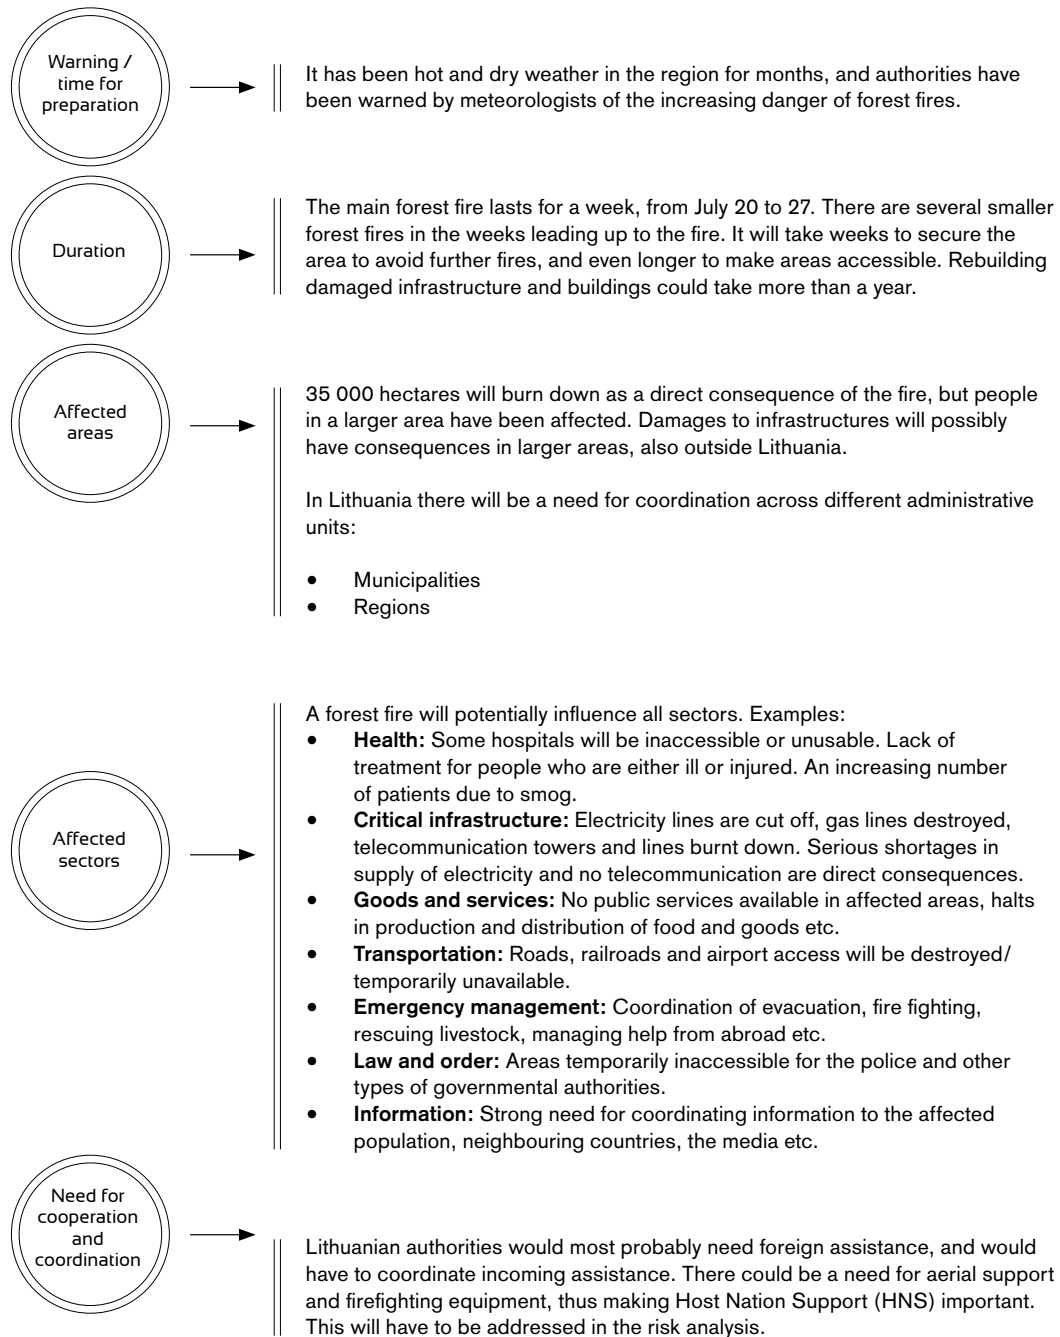 Warning /
time for
preparation
It has been hot and dry weather in the region for months, and authorities have
been warned by meteorologists of the increasing danger of forest fires.
Duration
The main forest fire lasts for a week, from July 20 to 27. There are several smaller
forest fires in the weeks leading up to the fire. It will take weeks to secure the
area to avoid further fires, and even longer to make areas accessible. Rebuilding
damaged infrastructure and buildings could take more than a year.
Affected
areas
35 000 hectares will burn down as a direct consequence of the fire, but people
in a larger area have been affected. Damages to infrastructures will possibly
have consequences in larger areas, also outside Lithuania.
In Lithuania there will be a need for coordination across different administrative
units:
• Municipalities
• Regions
Affected
sectors
A forest fire will potentially influence all sectors. Examples:
• Health: Some hospitals will be inaccessible or unusable. Lack of
treatment for people who are either ill or injured. An increasing number
of patients due to smog.
• Critical infrastructure: Electricity lines are cut off, gas lines destroyed,
telecommunication towers and lines burnt down. Serious shortages in
supply of electricity and no telecommunication are direct consequences.
• Goods and services: No public services available in affected areas, halts
in production and distribution of food and goods etc.
• Transportation: Roads, railroads and airport access will be destroyed/
temporarily unavailable.
• Emergency management: Coordination of evacuation, fire fighting,
rescuing livestock, managing help from abroad etc.
• Law and order: Areas temporarily inaccessible for the police and other
types of governmental authorities.
• Information: Strong need for coordinating information to the affected
population, neighbouring countries, the media etc.
Need for
cooperation
and
coordination
Lithuanian authorities would most probably need foreign assistance, and would
have to coordinate incoming assistance. There could be a need for aerial support
and firefighting equipment, thus making Host Nation Support (HNS) important.
This will have to be addressed in the risk analysis.